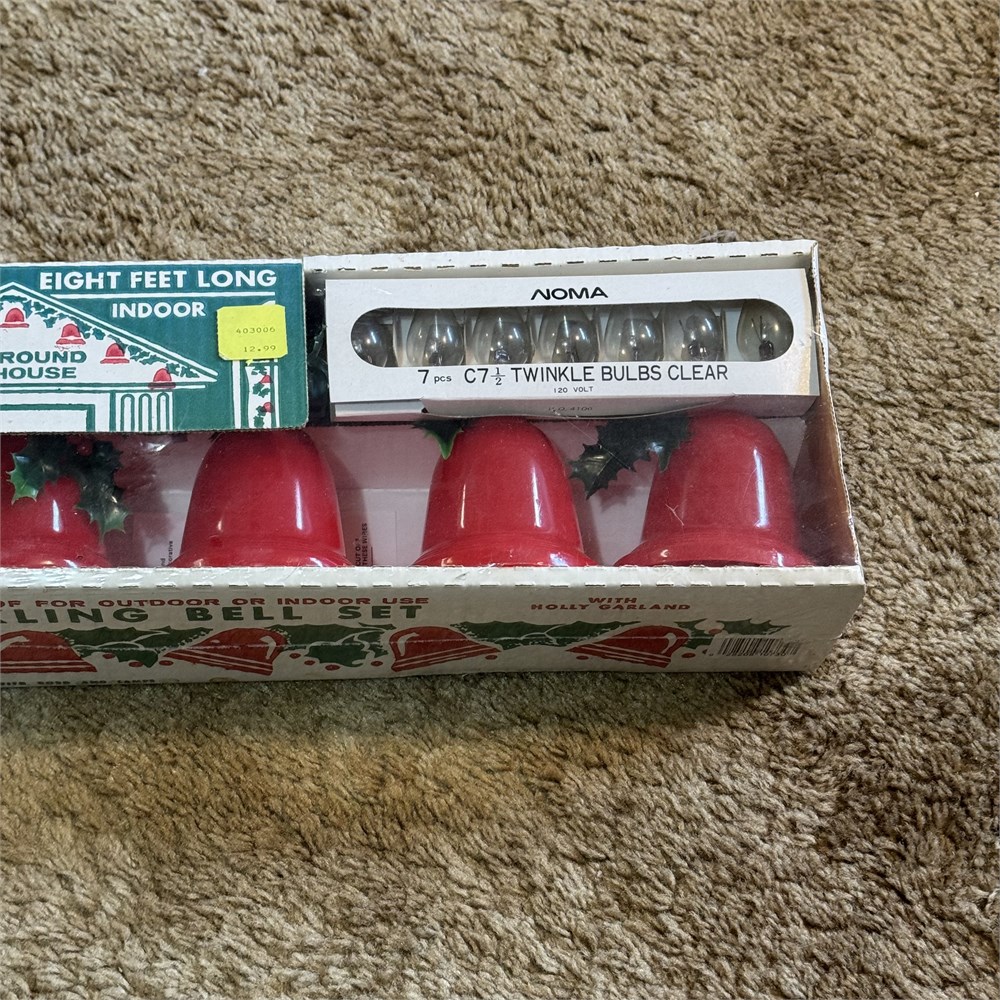 EIGHT FEET LONG
INDOOR
ROUND
HOUSE
403006
12.99
NOMA
7 pcs C7½ TWINKLE BULBS CLEAR
120 VOLT
OF FOR OUTDOOR OR INDOOR USE
LING BELL SET
WITH
HOLLY GARLAND